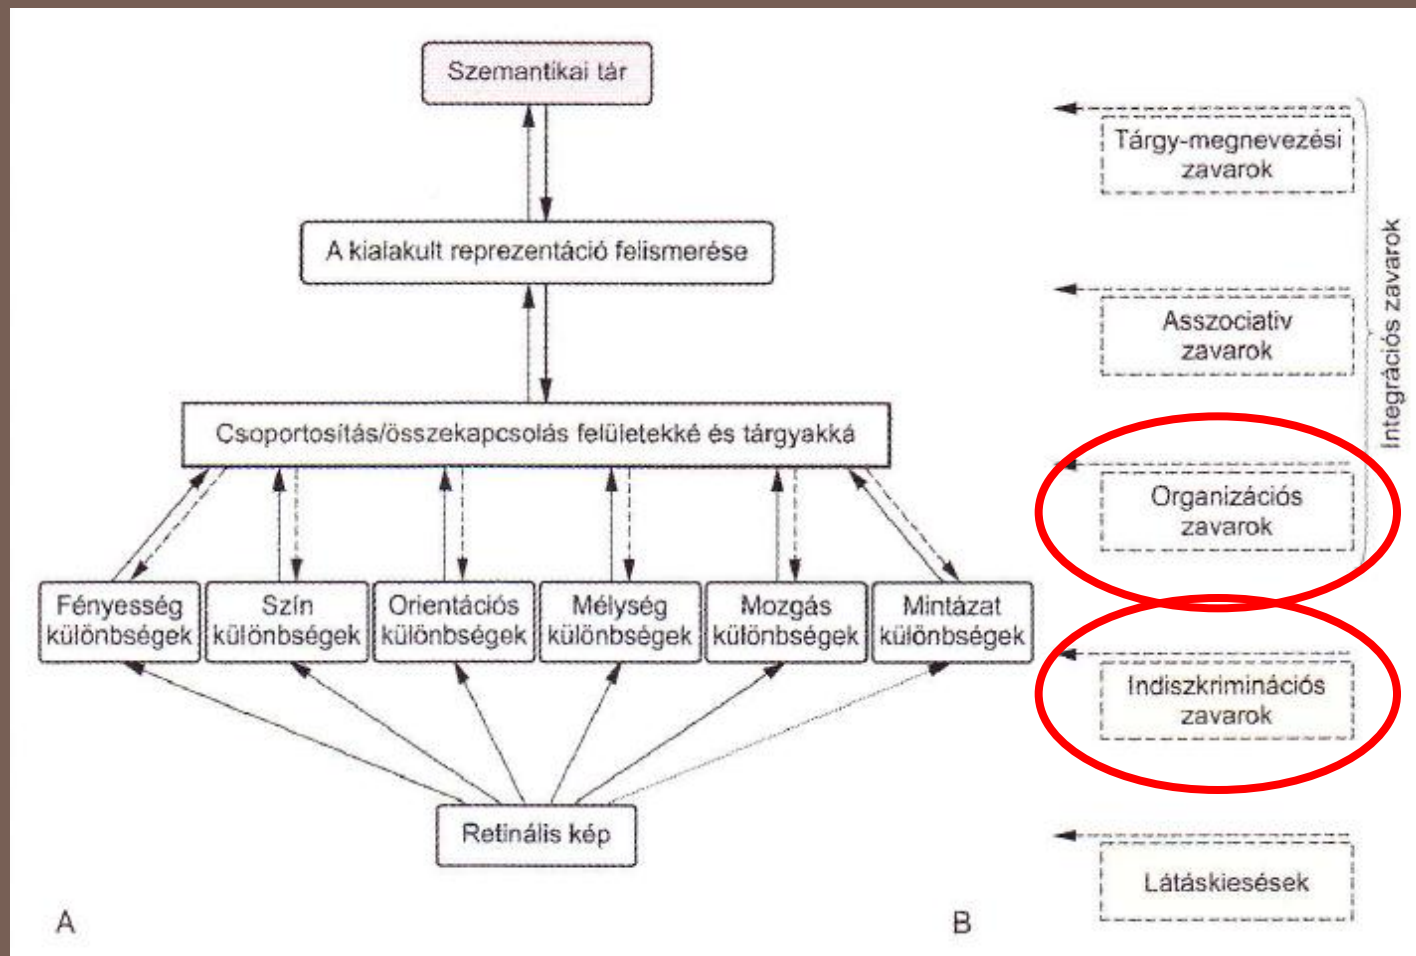 Szemantikai tár
A kialakult reprezentáció felismerése
Csoportosítás/összekapcsolás felületekké és tárgyakká
Fényesség
különbségek
Szín
különbségek
Orientációs
különbségek
Mélység
különbségek
Mozgás
különbségek
Mintázat
különbségek
Retinális kép
A
Tárgy-megnevezési
zavarok
Asszociatív
zavarok
Organizációs
zavarok
Indiszkriminációs
zavarok
Látáskiesések
Integrációs zavarok
B